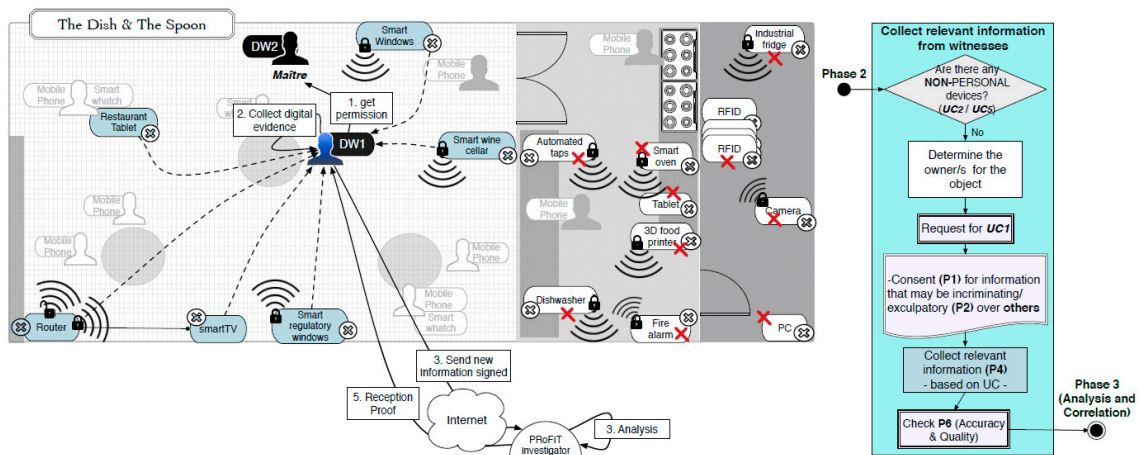 The Dish & The Spoon
Smart
Windows
DW2
Maître
Mobile
Phone
Mobile
Phone
Smart
whatch
Mobile
Phone
Smart
w
Restaurant
Tablet
1. get
permission
2. Collect digital
evidence
DW1
Smart wine
cellar
Mobile
Phone
Mobile
Phone
Mobile
Phone
Mobile
Phone
Smart
whatch
Router
smartTV
Smart
regulatory
windows
Mobile
Phone
Industrial
fridge
RFID
RFID
Automated
taps
Smart
oven
Tablet
Mobile
Phone
Camera
3D food
printer
Dishwasher
Fire
alarm
PC
3. Send new
information signed
5. Reception
Proof
Internet
3. Analysis
PRoFIT
Investigator
Collect relevant information
from witnesses
Phase 2
Are there any
NON-PERSONAL
devices?
(UC2 / UC5)
No
Determine the
owner/s for the
object
Request for UC1
-Consent (P1) for information
that may be incriminating/
exculpatory (P2) over others
Collect relevant
information (P4)
- based on UC -
Phase 3
(Analysis and
Correlation)
Check P6 (Accuracy
& Quality)